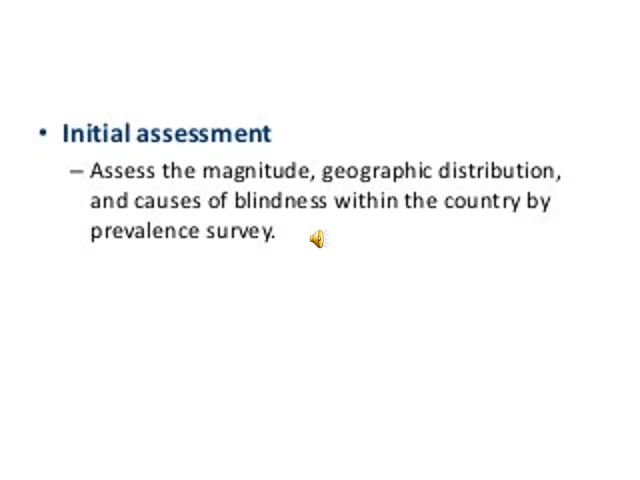 • Initial assessment
– Assess the magnitude, geographic distribution,
and causes of blindness within the country by
prevalence survey.